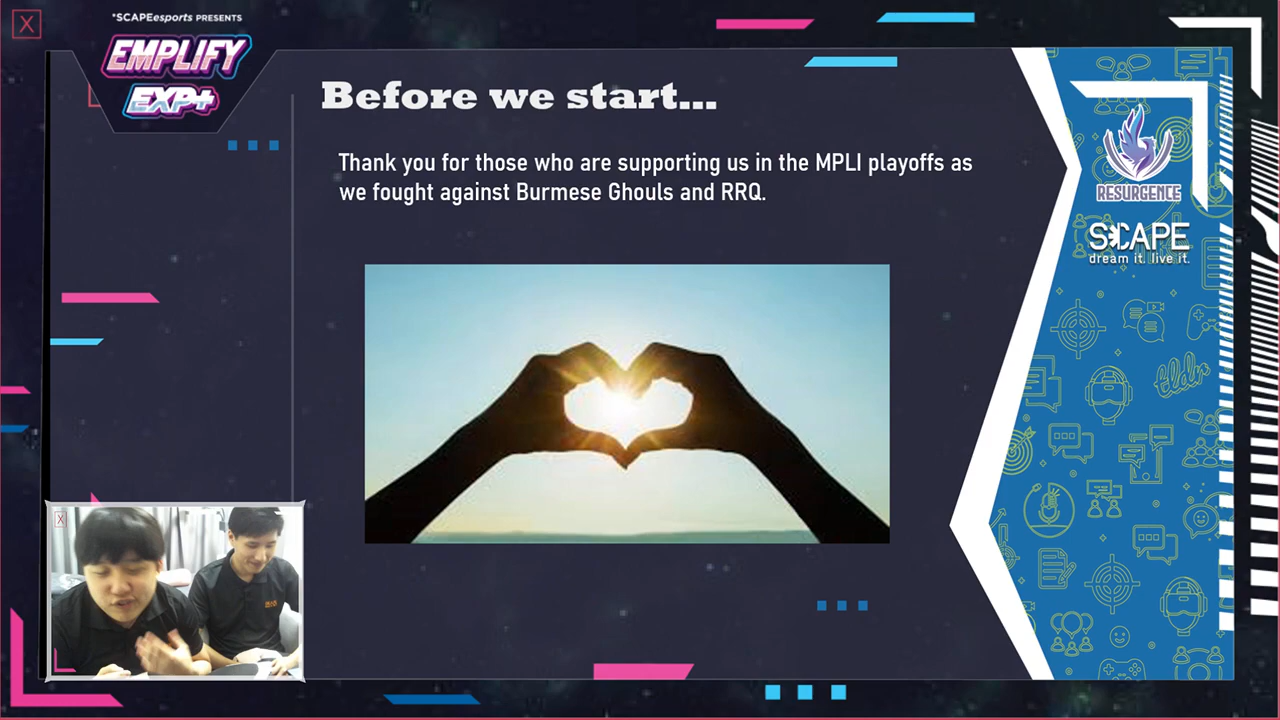 *SCAPEesports PRESENTS
EMPLIFY
EXP+
Before we start...
Thank you for those who are supporting us in the MPLI playoffs as
we fought against Burmese Ghouls and RRQ.
RESURGENCE
SCAPE
dream it. live it.
tldr